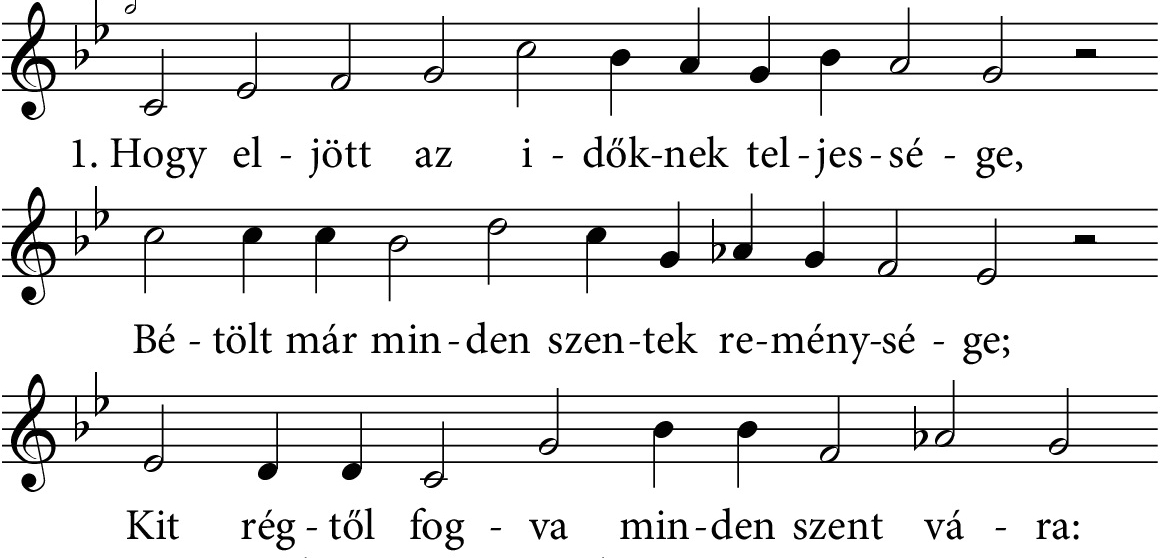 1. Hogy el - jött az i - dők-nek tel-jes-sé - ge,
Bé - tölt már min-den szen-tek re-mény-sé - ge;
Kit rég - től fog - va min-den szent vá - ra: